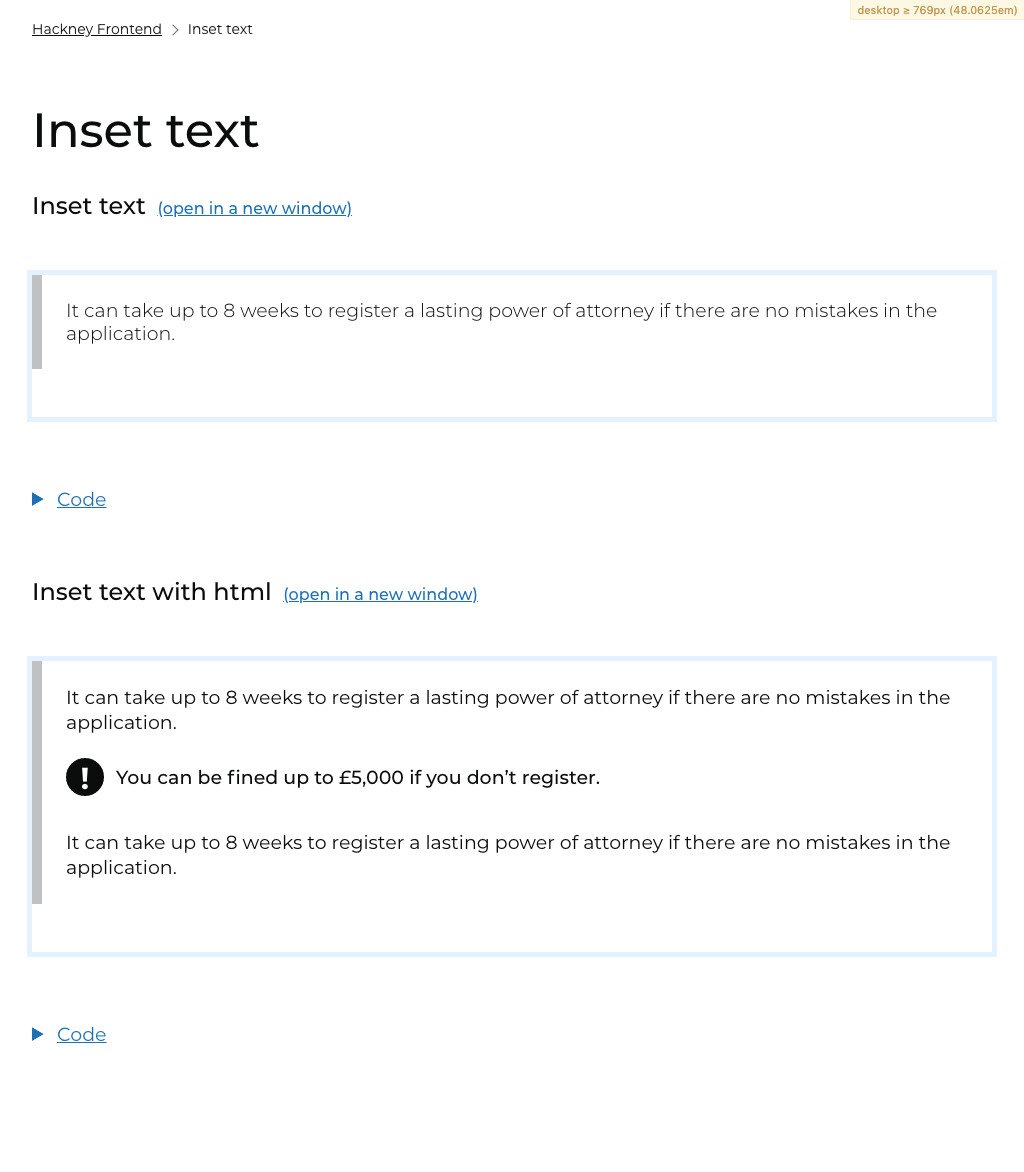 desktop ≥ 769px (48.0625em)
Hackney Frontend > Inset text
Inset text
Inset text (open in a new window)
It can take up to 8 weeks to register a lasting power of attorney if there are no mistakes in the
application.
Code
Inset text with html (open in a new window)
It can take up to 8 weeks to register a lasting power of attorney if there are no mistakes in the
application.
! You can be fined up to £5,000 if you don’t register.
It can take up to 8 weeks to register a lasting power of attorney if there are no mistakes in the
application.
Code